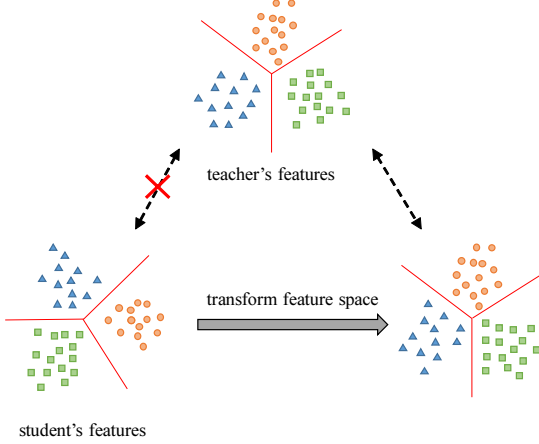 teacher's features
transform feature space
student's features